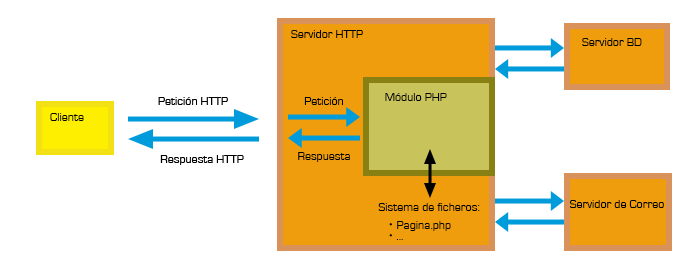 Cliente
Petición HTTP
Respuesta HTTP
Servidor HTTP
Petición
Respuesta
Módulo PHP
Sistema de ficheros:
· Pagina.php
· ...
Servidor BD
Servidor de Correo